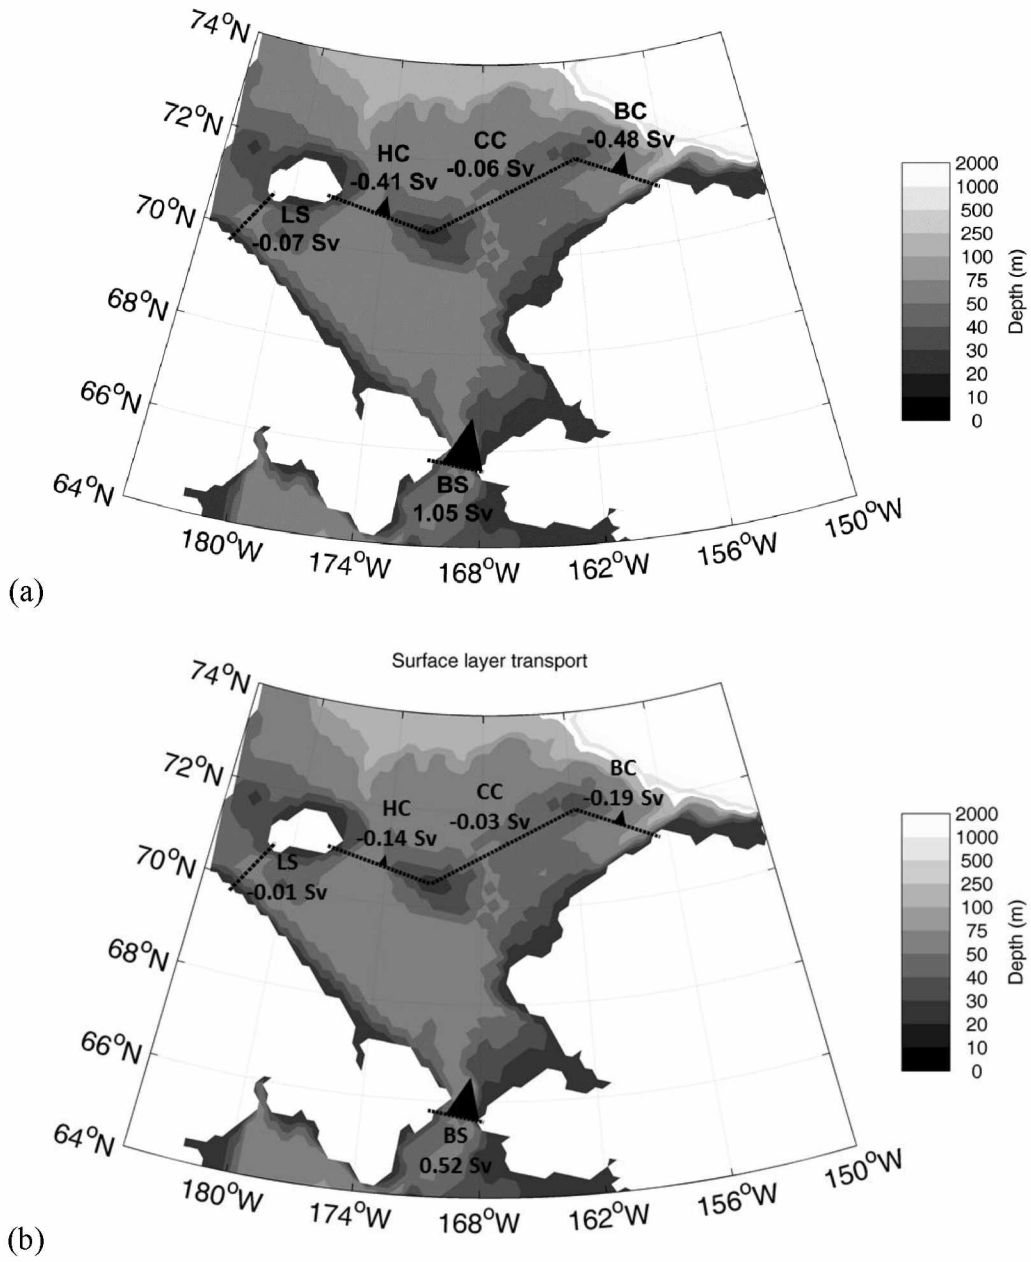 74°N
72°N
70°N
68°N
66°N
64°N
180°W
174°W
168°W
162°W
156°W
150°W
BC
-0.48 Sv
CC
-0.06 Sv
HC
-0.41 Sv
LS
-0.07 Sv
BS
1.05 Sv
2000
1000
500
250
100
75
50
40
30
20
10
0
Depth (m)
(a)
Surface layer transport
74°N
72°N
70°N
68°N
66°N
64°N
180°W
174°W
168°W
162°W
156°W
150°W
BC
-0.19 Sv
CC
-0.03 Sv
HC
-0.14 Sv
LS
-0.01 Sv
BS
0.52 Sv
2000
1000
500
250
100
75
50
40
30
20
10
0
Depth (m)
(b)